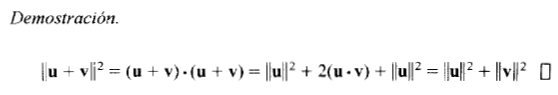 Demostración.
||u + v||² = (u + v) · (u + v) = ||u||² + 2(u · v) + ||u||² = ||u||² + ||v||² □